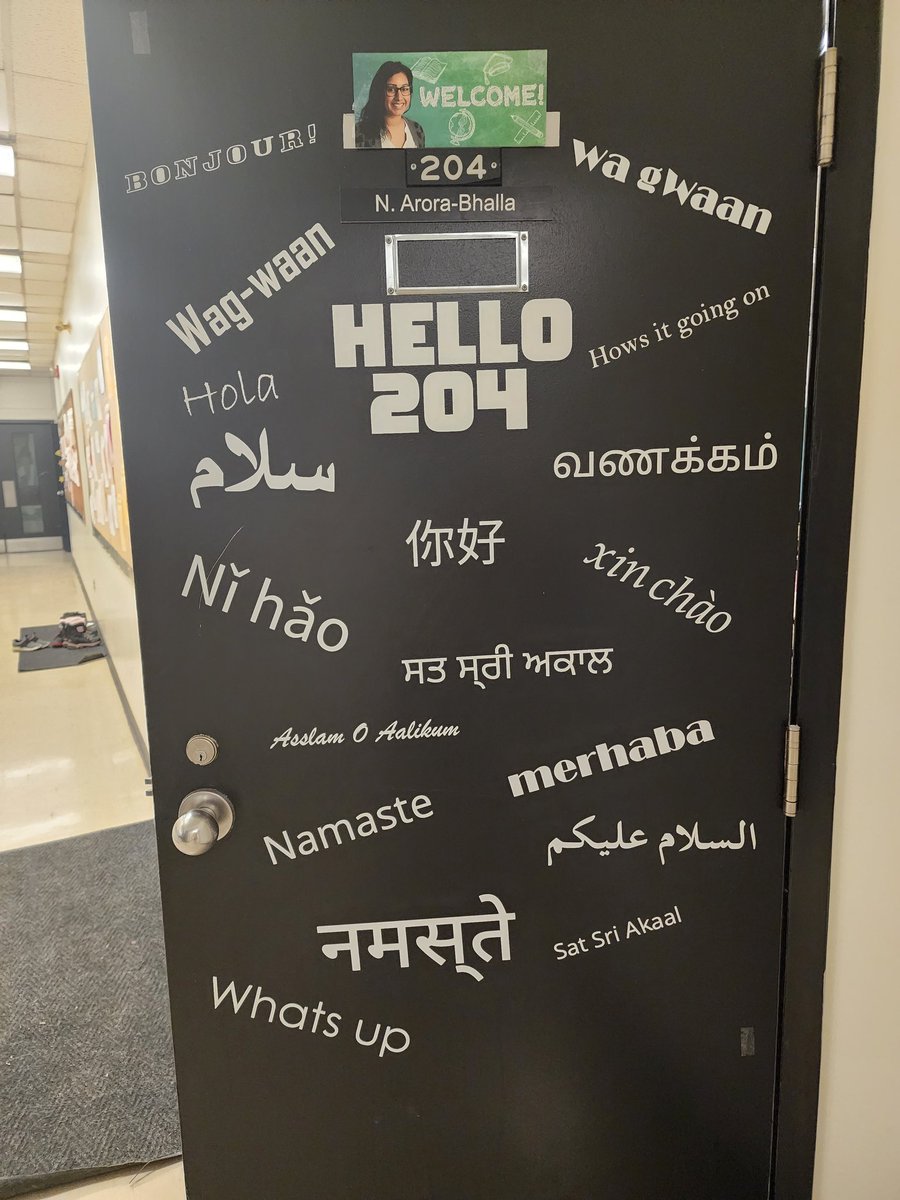 WELCOME!
204
N. Arora-Bhalla
BONJOUR!
wa gwaan
Wag-waan
HELLO
204
Hows it going on
Hola
سلام
வணக்கம்
你好
Nǐ hǎo
xin chào
ਸਤ ਸ੍ਰੀ ਅਕਾਲ
Asslam O Aalikum
merhaba
Namaste
السلام عليكم
नमस्ते
Sat Sri Akaal
Whats up